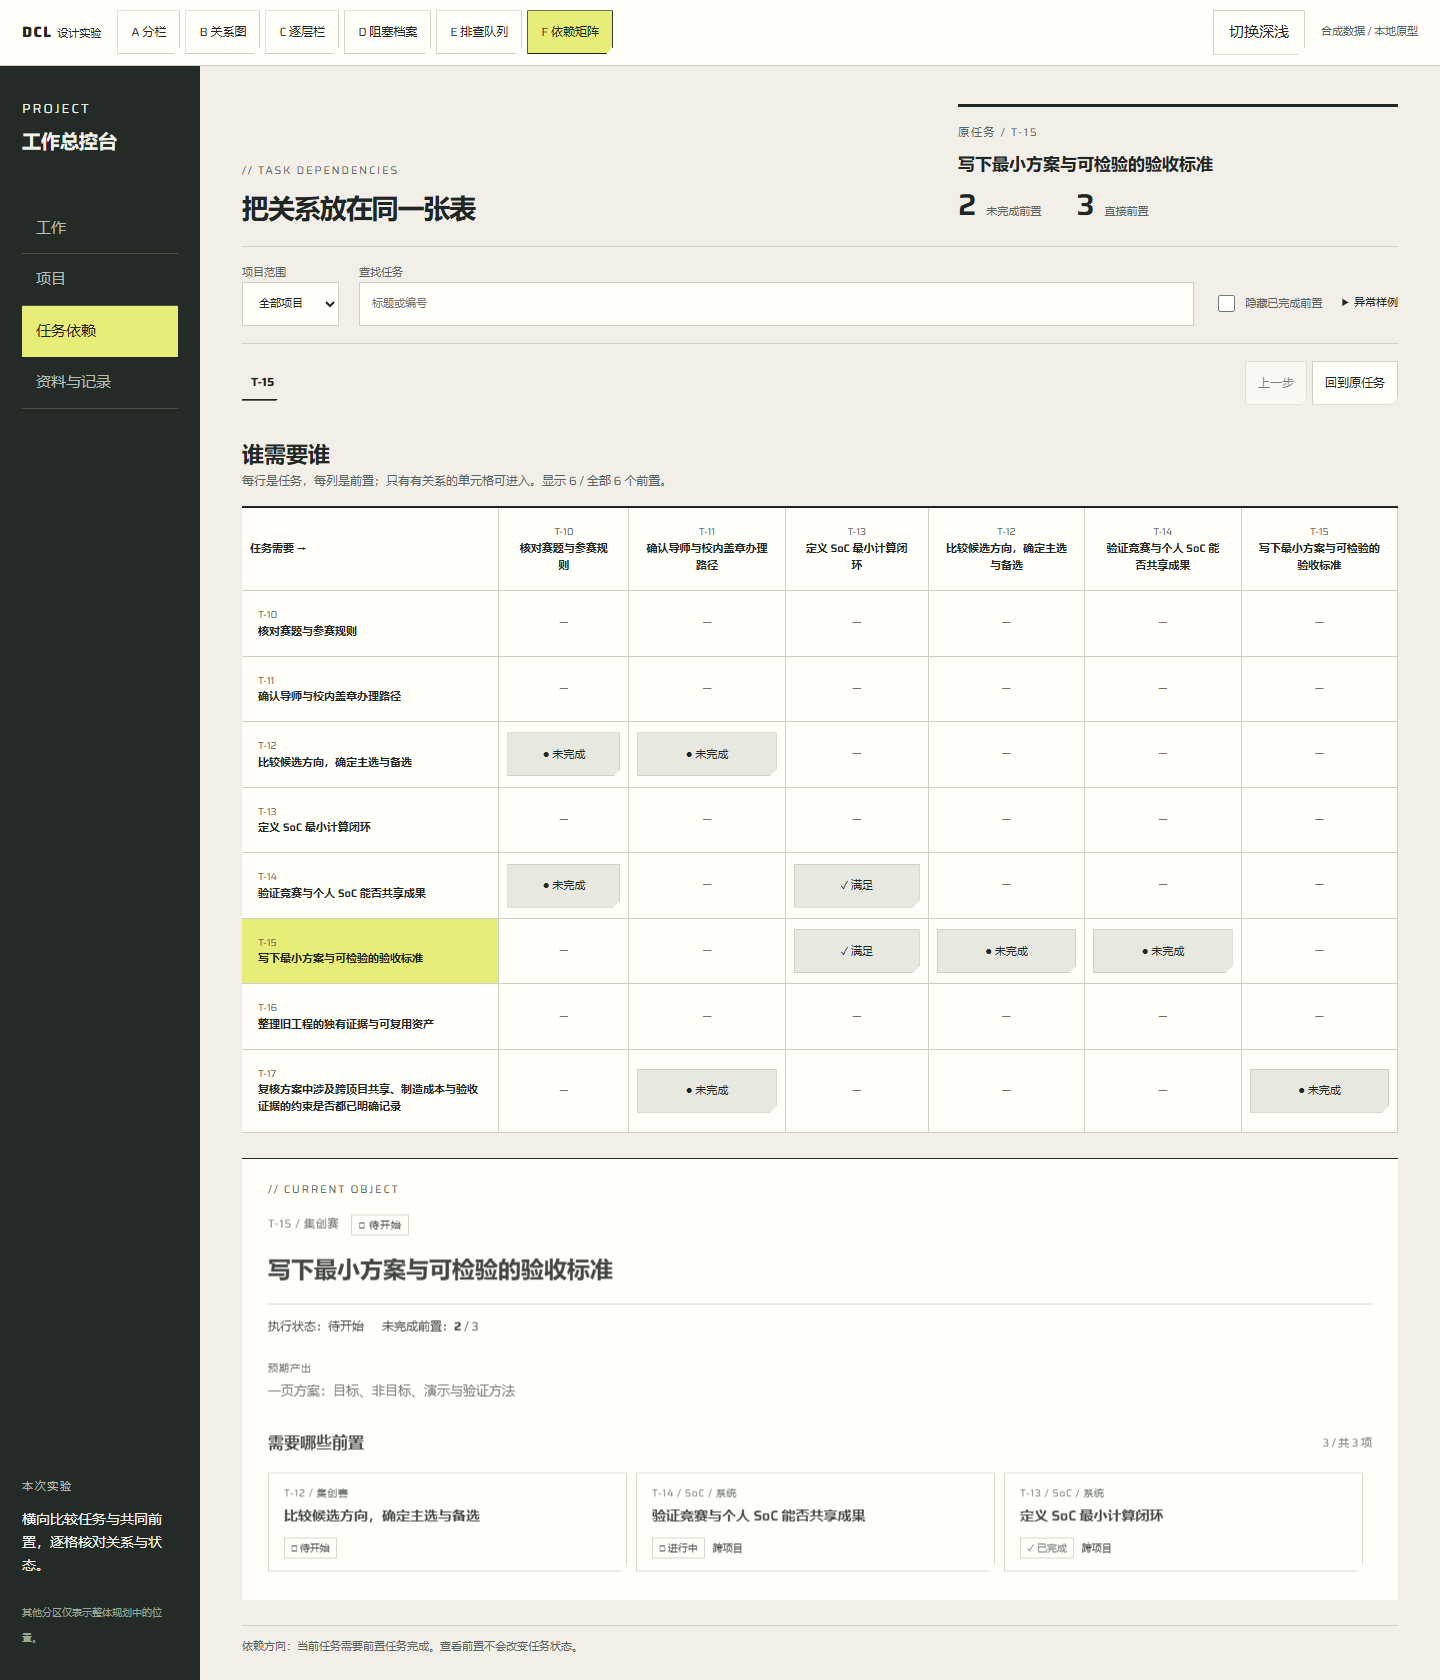 DCL 设计实验
A 分栏
B 关系图
C 逐层栏
D 阻塞档案
E 排查队列
F 依赖矩阵
切换深浅
合成数据 / 本地原型
PROJECT
工作总控台
工作
项目
任务依赖
资料与记录
本次实验
横向比较任务与共同前
置，逐格核对关系与状
态。
其他分区仅表示整体规划中的位
置。
// TASK DEPENDENCIES
把关系放在同一张表
原任务 / T-15
写下最小方案与可检验的验收标准
2 未完成前置 3 直接前置
项目范围
全部项目
查找任务
标题或编号
隐藏已完成前置
▶ 异常样例
T-15
上一步
回到原任务
谁需要谁
每行是任务，每列是前置；只有有关系的单元格可进入。显示 6 / 全部 6 个前置。
任务需要 →
T-10
核对赛题与参赛规
则
T-11
确认导师与校内盖章办理
路径
T-13
定义 SoC 最小计算闭
环
T-12
比较候选方向，确定主选
与备选
T-14
验证竞赛与个人 SoC 能
否共享成果
T-15
写下最小方案与可检验的
验收标准
T-10
核对赛题与参赛规则
— — — — — —
T-11
确认导师与校内盖章办理路径
— — — — — —
T-12
比较候选方向，确定主选与备选
● 未完成 ● 未完成 — — — —
T-13
定义 SoC 最小计算闭环
— — — — — —
T-14
验证竞赛与个人 SoC 能否共享成果
● 未完成 — ✓ 满足 — — —
T-15
写下最小方案与可检验的验收标准
— — ✓ 满足 ● 未完成 ● 未完成 —
T-16
整理旧工程的独有证据与可复用资产
— — — — — —
T-17
复核方案中涉及跨项目共享、制造成本与验收
证据的约束是否都已明确记录
— ● 未完成 — — — ● 未完成
// CURRENT OBJECT
T-15 / 集创赛 □ 待开始
写下最小方案与可检验的验收标准
执行状态：待开始 未完成前置：2 / 3
预期产出
一页方案：目标、非目标、演示与验证方法
需要哪些前置
3 / 共 3 项
T-12 / 集创赛
比较候选方向，确定主选与备选
□ 待开始
T-14 / SoC / 系统
验证竞赛与个人 SoC 能否共享成果
□ 进行中 跨项目
T-13 / SoC / 系统
定义 SoC 最小计算闭环
✓ 已完成 跨项目
依赖方向：当前任务需要前置任务完成。查看前置不会改变任务状态。